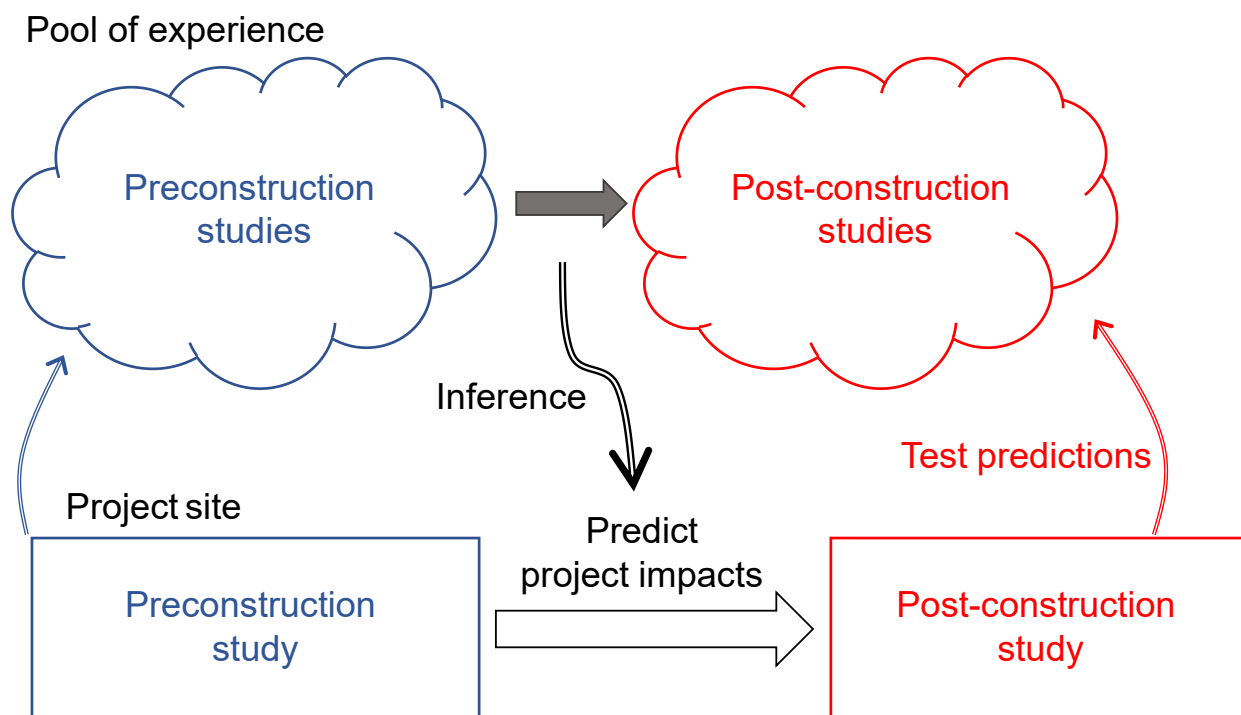 Pool of experience
Preconstruction
studies
Post-construction
studies
Inference
Test predictions
Project site
Predict
project impacts
Preconstruction
study
Post-construction
study